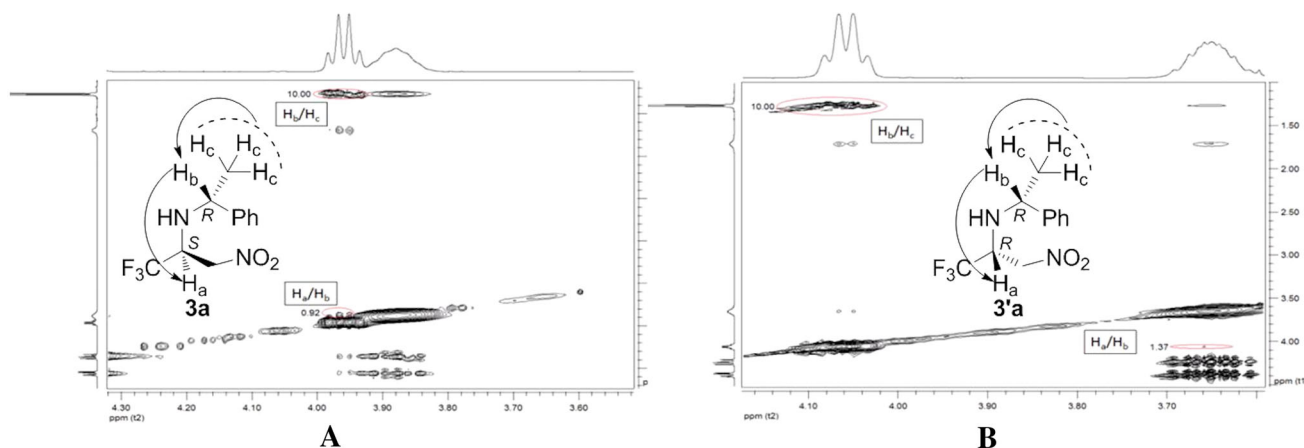 10.00
H_b/H_c
H_c
H_c
H_c
H_b
HN
R
Ph
S
F₃C
NO₂
H_a
3a
H_a/H_b
0.92
4.30 4.20 4.10 4.00 3.90 3.80 3.70 3.60
ppm (t2)
p
A
10.00
H_b/H_c
H_c
H_c
H_c
H_b
HN
R
Ph
R
F₃C
NO₂
H_a
3'a
H_a/H_b
1.37
1.50
2.00
2.50
3.00
3.50
4.00
ppm (t1
4.10 4.00 3.90 3.80 3.70
ppm (t2)
B